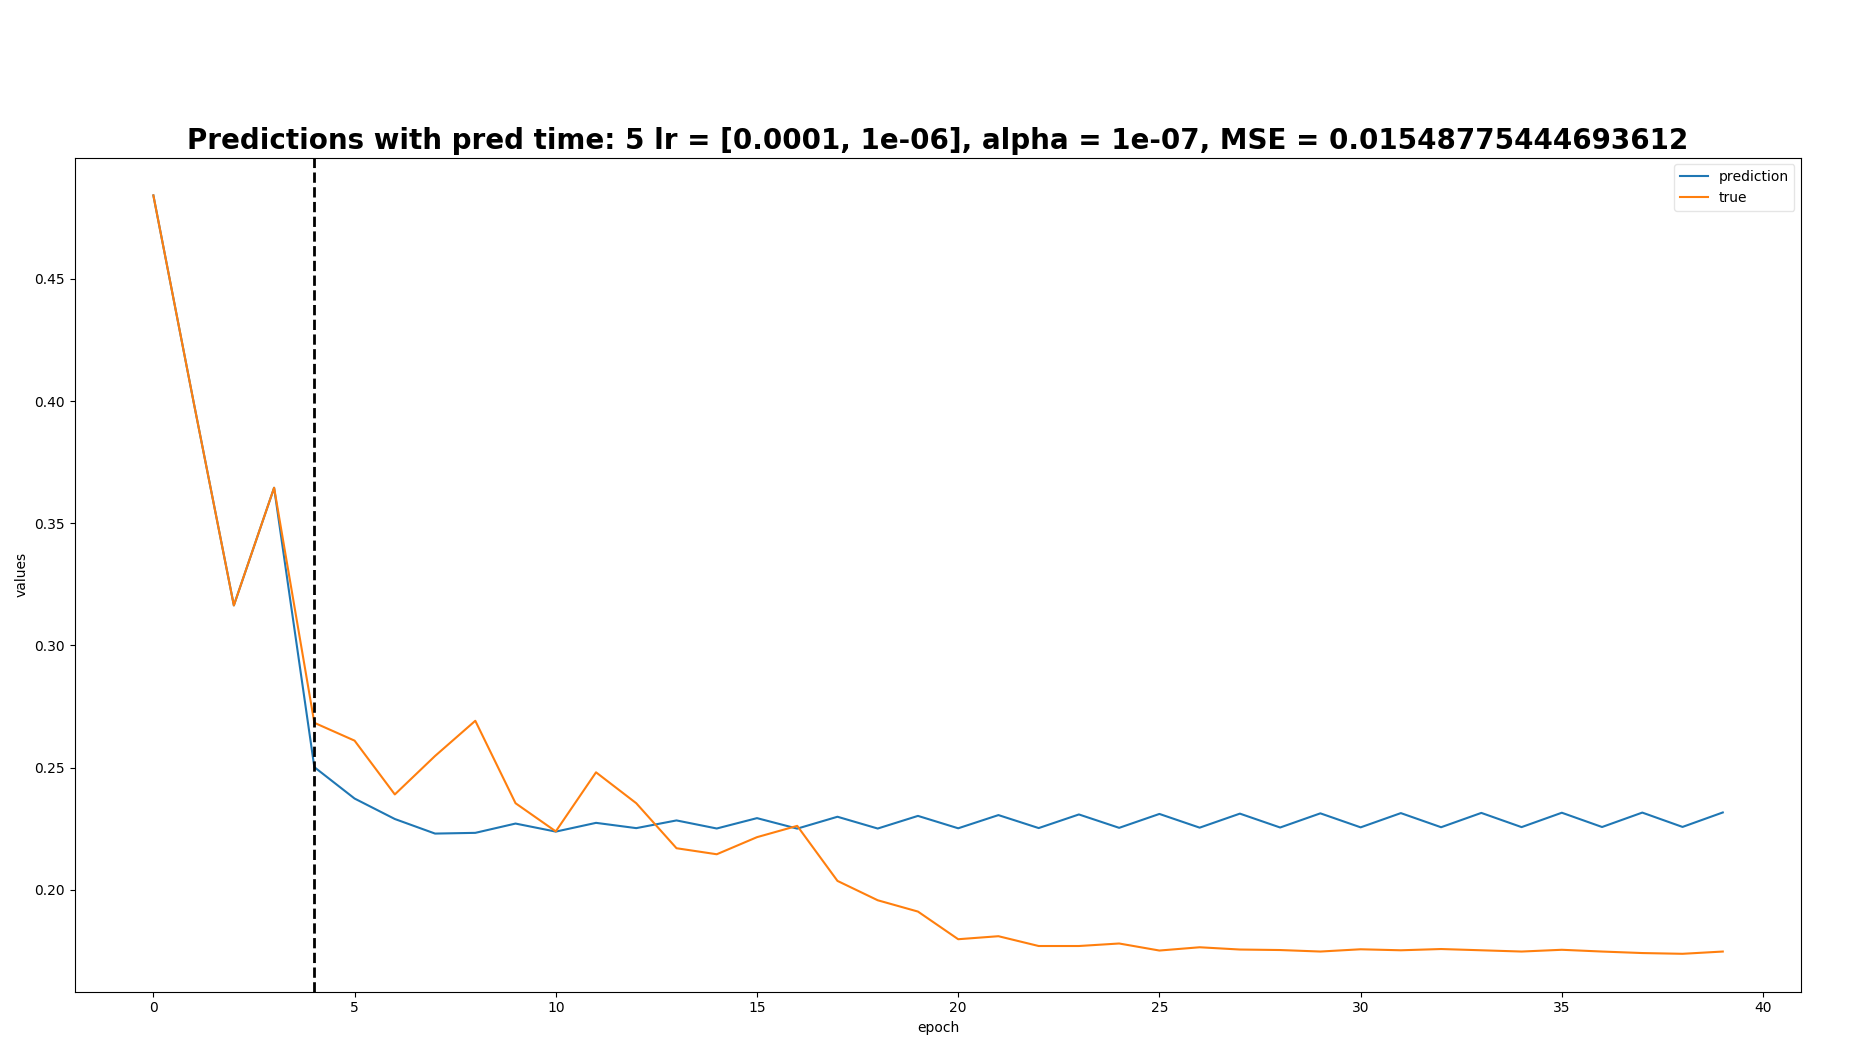 Predictions with pred time: 5 lr = [0.0001, 1e-06], alpha = 1e-07, MSE = 0.01548775444693612
prediction
true
0.45
0.40
0.35
0.30
0.25
0.20
values
0 5 10 15 20 25 30 35 40
epoch